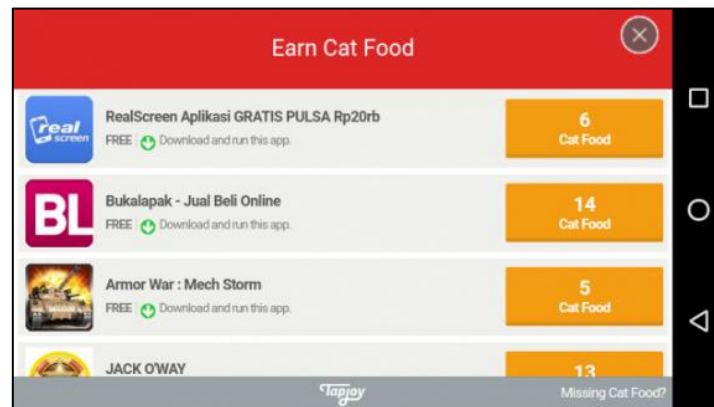 Earn Cat Food
real
screen
RealScreen Aplikasi GRATIS PULSA Rp20rb
FREE Download and run this app.
6
Cat Food
BL
Bukalapak - Jual Beli Online
FREE Download and run this app.
14
Cat Food
Armor War : Mech Storm
FREE Download and run this app.
5
Cat Food
JACK O'WAY
13
Tapjoy
Missing Cat Food?